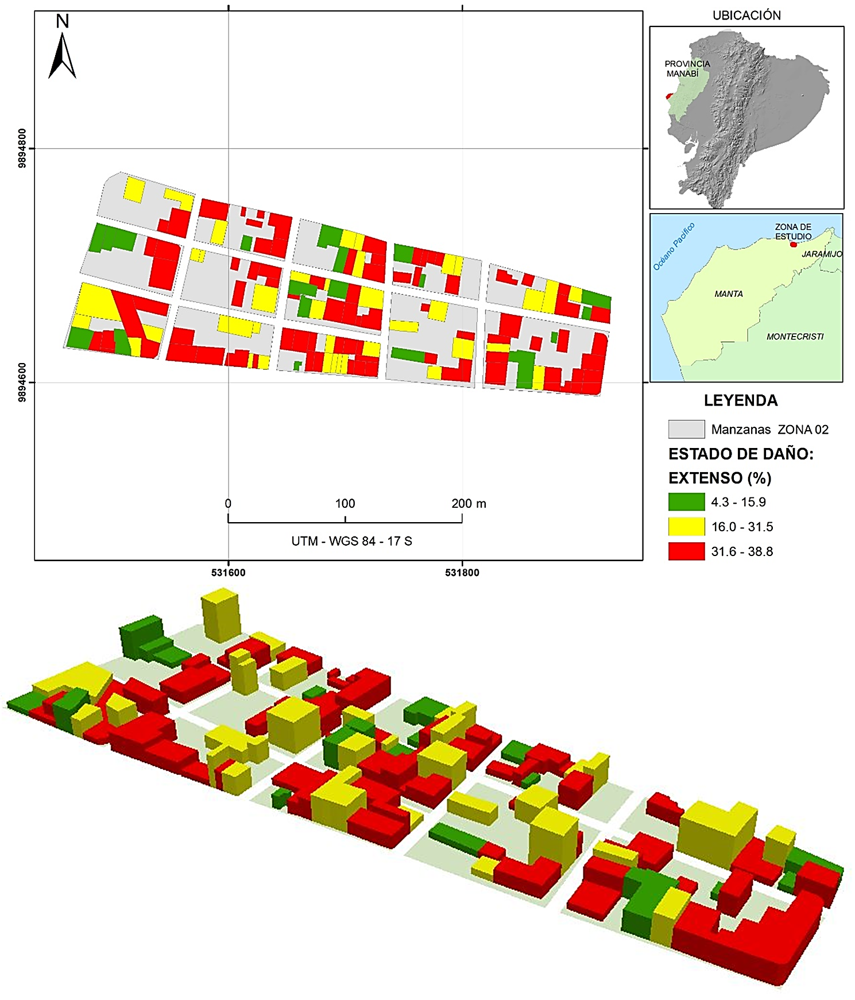 N
UBICACIÓN
PROVINCIA
MANABÍ
9894800
9894600
Océano Pacífico
ZONA DE
ESTUDIO
JARAMIJO
MANTA
MONTECRISTI
LEYENDA
Manzanas ZONA 02
ESTADO DE DAÑO:
EXTENSO (%)
4.3 - 15.9
16.0 - 31.5
31.6 - 38.8
0 100 200 m
UTM - WGS 84 - 17 S
531600 531800